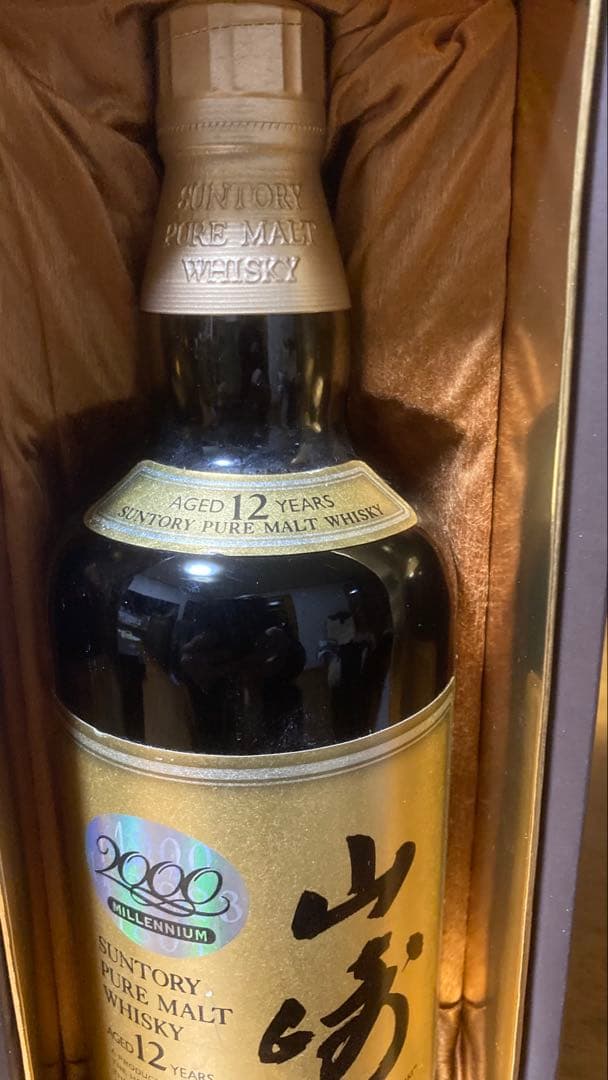 SUNTORY
PURE MALT
WHISKY
AGED 12 YEARS
SUNTORY PURE MALT WHISKY
2000
MILLENNIUM
SUNTORY
PURE MALT
WHISKY
AGED 12 YEARS
A PRODUC
山崎